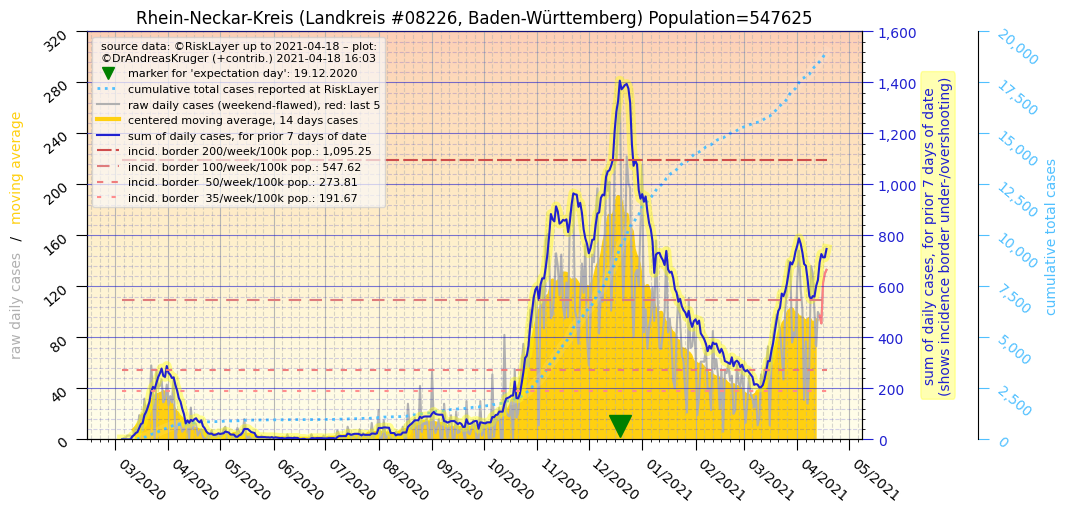 Rhein-Neckar-Kreis (Landkreis #08226, Baden-Württemberg) Population=547625
source data: ©RiskLayer up to 2021-04-18 – plot:
©DrAndreasKruger (+contrib.) 2021-04-18 16:03
marker for 'expectation day': 19.12.2020
cumulative total cases reported at RiskLayer
raw daily cases (weekend-flawed), red: last 5
centered moving average, 14 days cases
sum of daily cases, for prior 7 days of date
incid. border 200/week/100k pop.: 1,095.25
incid. border 100/week/100k pop.: 547.62
incid. border  50/week/100k pop.: 273.81
incid. border  35/week/100k pop.: 191.67
raw daily cases / moving average
320
280
240
200
160
120
80
40
0
03/2020
04/2020
05/2020
06/2020
07/2020
08/2020
09/2020
10/2020
11/2020
12/2020
01/2021
02/2021
03/2021
04/2021
05/2021
1,600
1,400
1,200
1,000
800
600
400
200
0
sum of daily cases, for prior 7 days of date
(shows incidence border under-/overshooting)
20,000
17,500
15,000
12,500
10,000
7,500
5,000
2,500
0
cumulative total cases